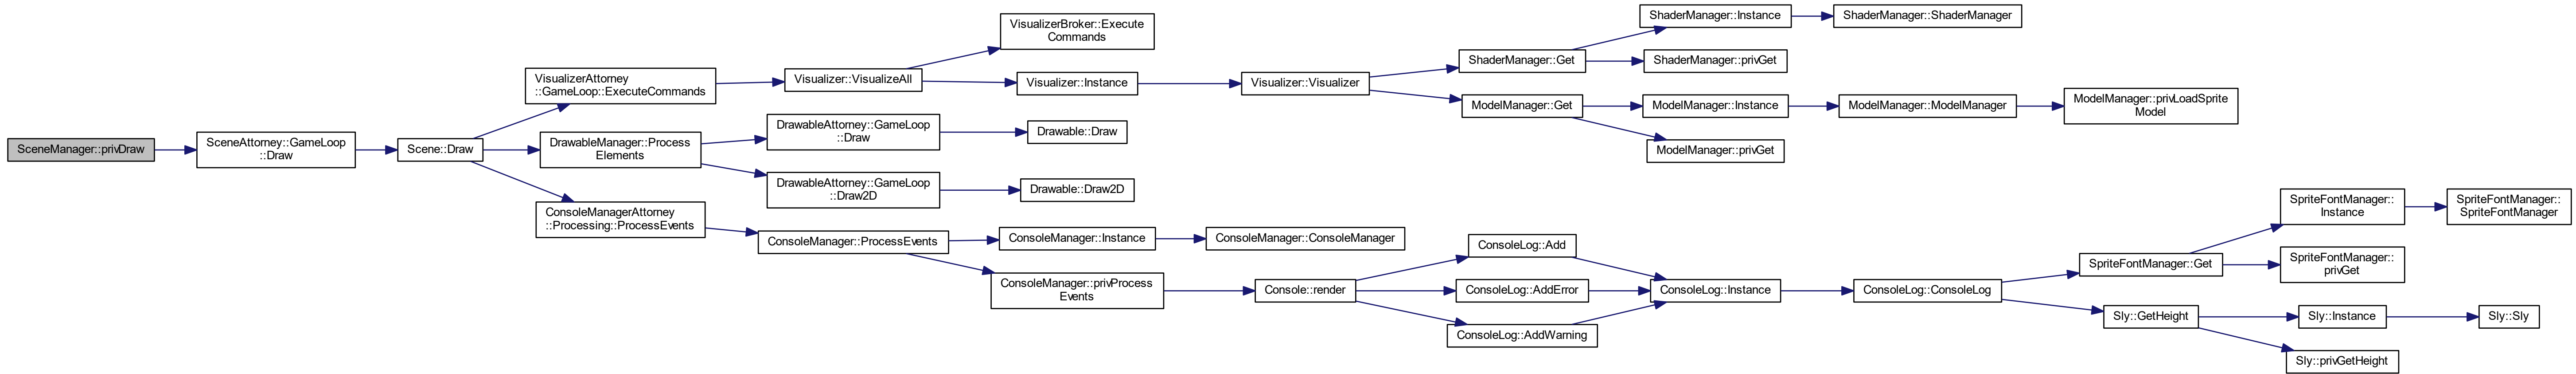 SceneManager::privDraw
SceneAttorney::GameLoop
::Draw
Scene::Draw
VisualizerAttorney
::GameLoop::ExecuteCommands
Visualizer::VisualizeAll
VisualizerBroker::Execute
Commands
Visualizer::Instance
Visualizer::Visualizer
ShaderManager::Get
ShaderManager::Instance
ShaderManager::ShaderManager
ShaderManager::privGet
ModelManager::Get
ModelManager::Instance
ModelManager::ModelManager
ModelManager::privLoadSprite
Model
ModelManager::privGet
DrawableManager::Process
Elements
DrawableAttorney::GameLoop
::Draw
Drawable::Draw
DrawableAttorney::GameLoop
::Draw2D
Drawable::Draw2D
ConsoleManagerAttorney
::Processing::ProcessEvents
ConsoleManager::ProcessEvents
ConsoleManager::Instance
ConsoleManager::ConsoleManager
ConsoleManager::privProcess
Events
Console::render
ConsoleLog::Add
ConsoleLog::AddError
ConsoleLog::AddWarning
ConsoleLog::Instance
ConsoleLog::ConsoleLog
SpriteFontManager::Get
SpriteFontManager::
Instance
SpriteFontManager::
SpriteFontManager
SpriteFontManager::
privGet
Sly::GetHeight
Sly::Instance
Sly::Sly
Sly::privGetHeight